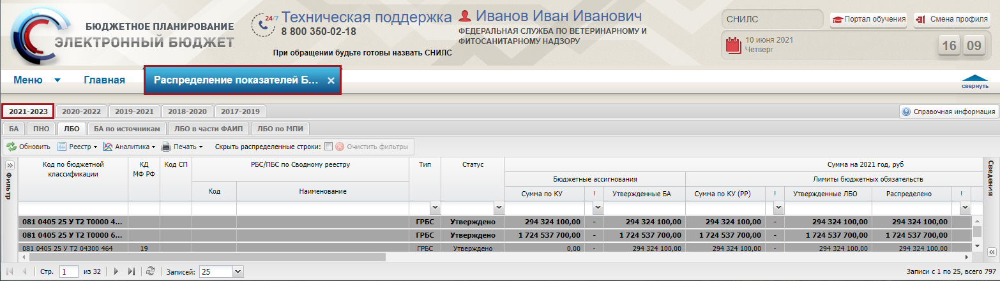 БЮДЖЕТНОЕ ПЛАНИРОВАНИЕ
ЭЛЕКТРОННЫЙ БЮДЖЕТ
24/7 Техническая поддержка
8 800 350-02-18
При обращении будьте готовы назвать СНИЛС
Иванов Иван Иванович
ФЕДЕРАЛЬНАЯ СЛУЖБА ПО ВЕТЕРИНАРНОМУ И
ФИТОСАНИТАРНОМУ НАДЗОРУ
СНИЛС Портал обучения Смена профиля
10 июня 2021
Четверг
16 09
Меню Главная Распределение показателей Б...
свернуть
2021-2023 2020-2022 2019-2021 2018-2020 2017-2019 Справочная информация
БА ПНО ЛБО БА по источникам ЛБО в части ФАИП ЛБО по МПИ
Обновить Реестр Аналитика Печать Скрыть распределенные строки: Очистить фильтры
Фильтр
Код по бюджетной классификации КД МФ РФ Код СП РБС/ПБС по Сводному реестру Тип Статус Сумма на 2021 год, руб
Сведения
Бюджетные ассигнования Лимиты бюджетных обязательств
Код Наименование Сумма по КУ ! Утвержденные БА Сумма по КУ (РР) ! Утвержденные ЛБО Распределено !
081 0405 25 У Т2 Т0000 4... ГРБС Утверждено 294 324 100,00 - 294 324 100,00 294 324 100,00 - 294 324 100,00 294 324 100,00
081 0405 25 У Т2 Т0000 6... ГРБС Утверждено 1 724 537 700,00 - 1 724 537 700,00 1 724 537 700,00 - 1 724 537 700,00 1 724 537 700,00
081 0405 25 У Т2 04300 464 19 ГРБС Утверждено 0,00 - 294 324 100,00 294 324 100,00 - 294 324 100,00 294 324 100,00
Стр. 1 из 32 Записей: 25 Записи с 1 по 25, всего 797